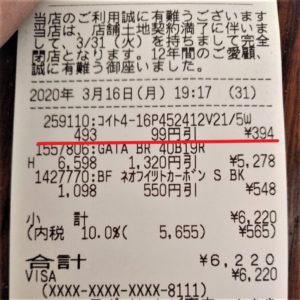 当店のご利用誠に有難うございます
当店は、店舗土地契約満了に伴いま
して、3/31(火)を持ちまして完全
閉店となります。12年間のご愛顧、
誠に有難う御座いました。
2020年 3月16日(月) 19:17 (31)
259110:コイト4-16P452412V21/5W
493 99円引 ¥394
1557806:GATA BR 40B19R
H 6,598 1,320円引 ¥5,278
1427770:BF ネオフイツトカーボン S BK
1,098 550円引 ¥548
小 計 ¥6,220
(内税 10.0%( 5,655) ¥565)
合計 ¥6,220
VISA ¥6,220
(XXXX-XXXX-XXXX-8111)